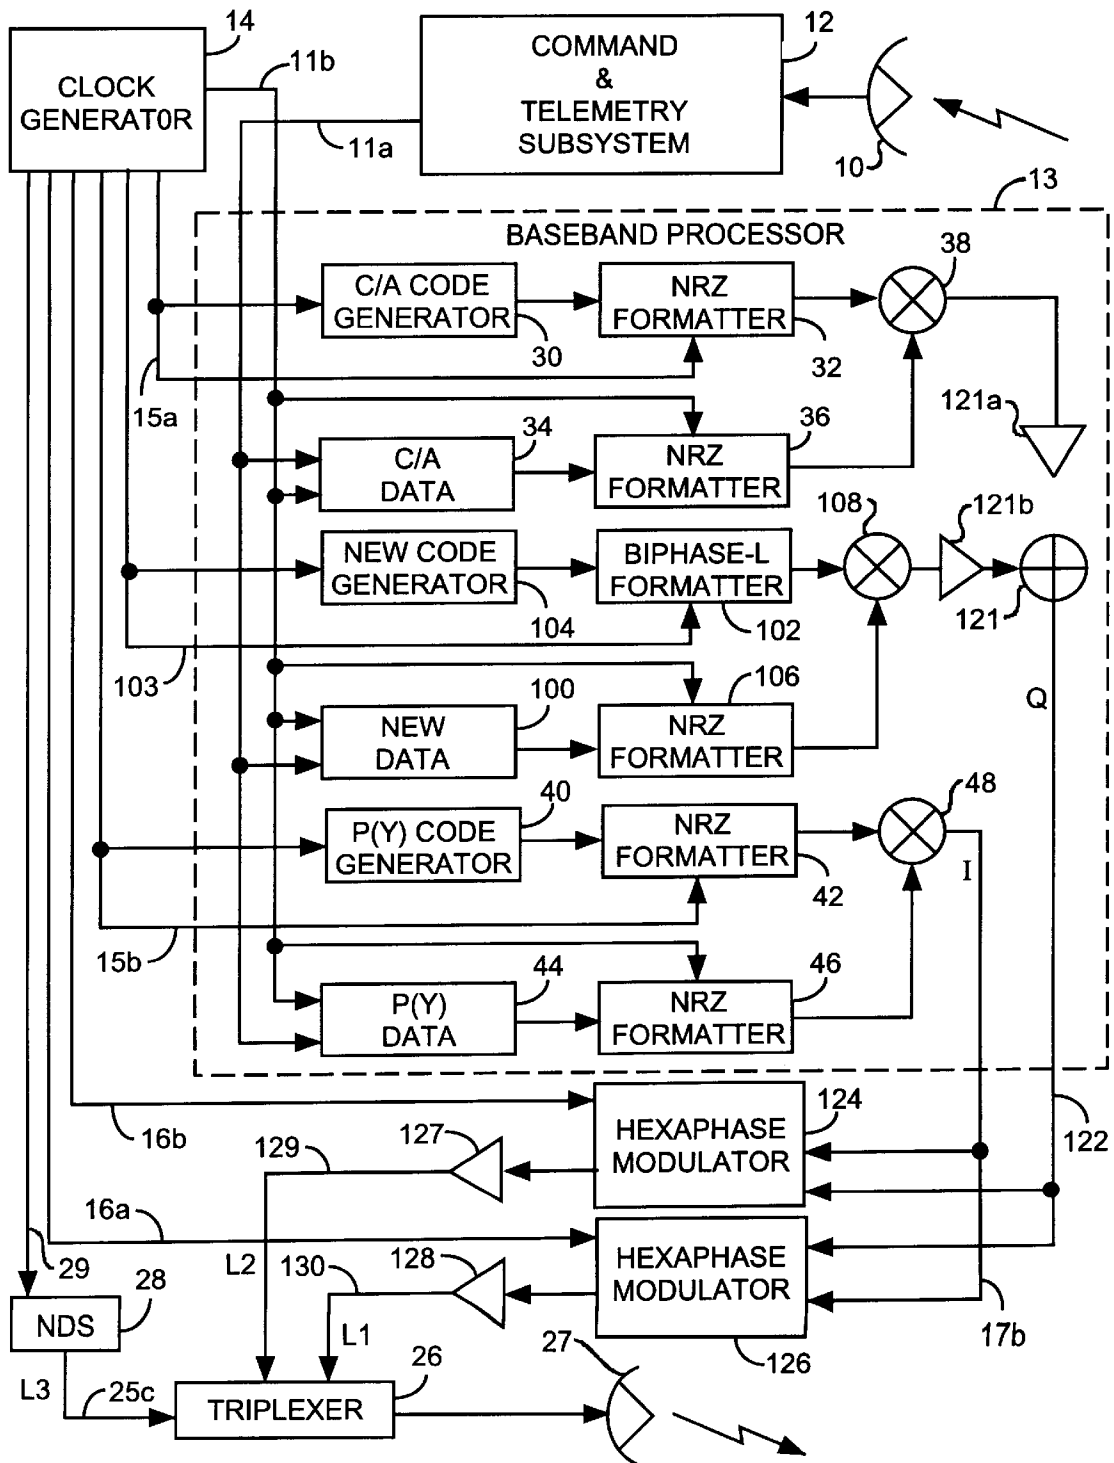 14
CLOCK
GENERAT0R
11b
11a
COMMAND
&
TELEMETRY
SUBSYSTEM
12
10
13
BASEBAND PROCESSOR
C/A CODE
GENERATOR
30
NRZ
FORMATTER
32
38
15a
121a
34
C/A
DATA
NRZ
FORMATTER
36
108
121b
NEW CODE
GENERATOR
104
BIPHASE-L
FORMATTER
102
121
103
100
NEW
DATA
106
NRZ
FORMATTER
Q
40
P(Y) CODE
GENERATOR
NRZ
FORMATTER
42
48
I
15b
44
P(Y)
DATA
46
NRZ
FORMATTER
16b
129
127
HEXAPHASE
MODULATOR
124
122
16a
29
28
NDS
L2
130
128
HEXAPHASE
MODULATOR
126
17b
L1
L3
25c
26
TRIPLEXER
27